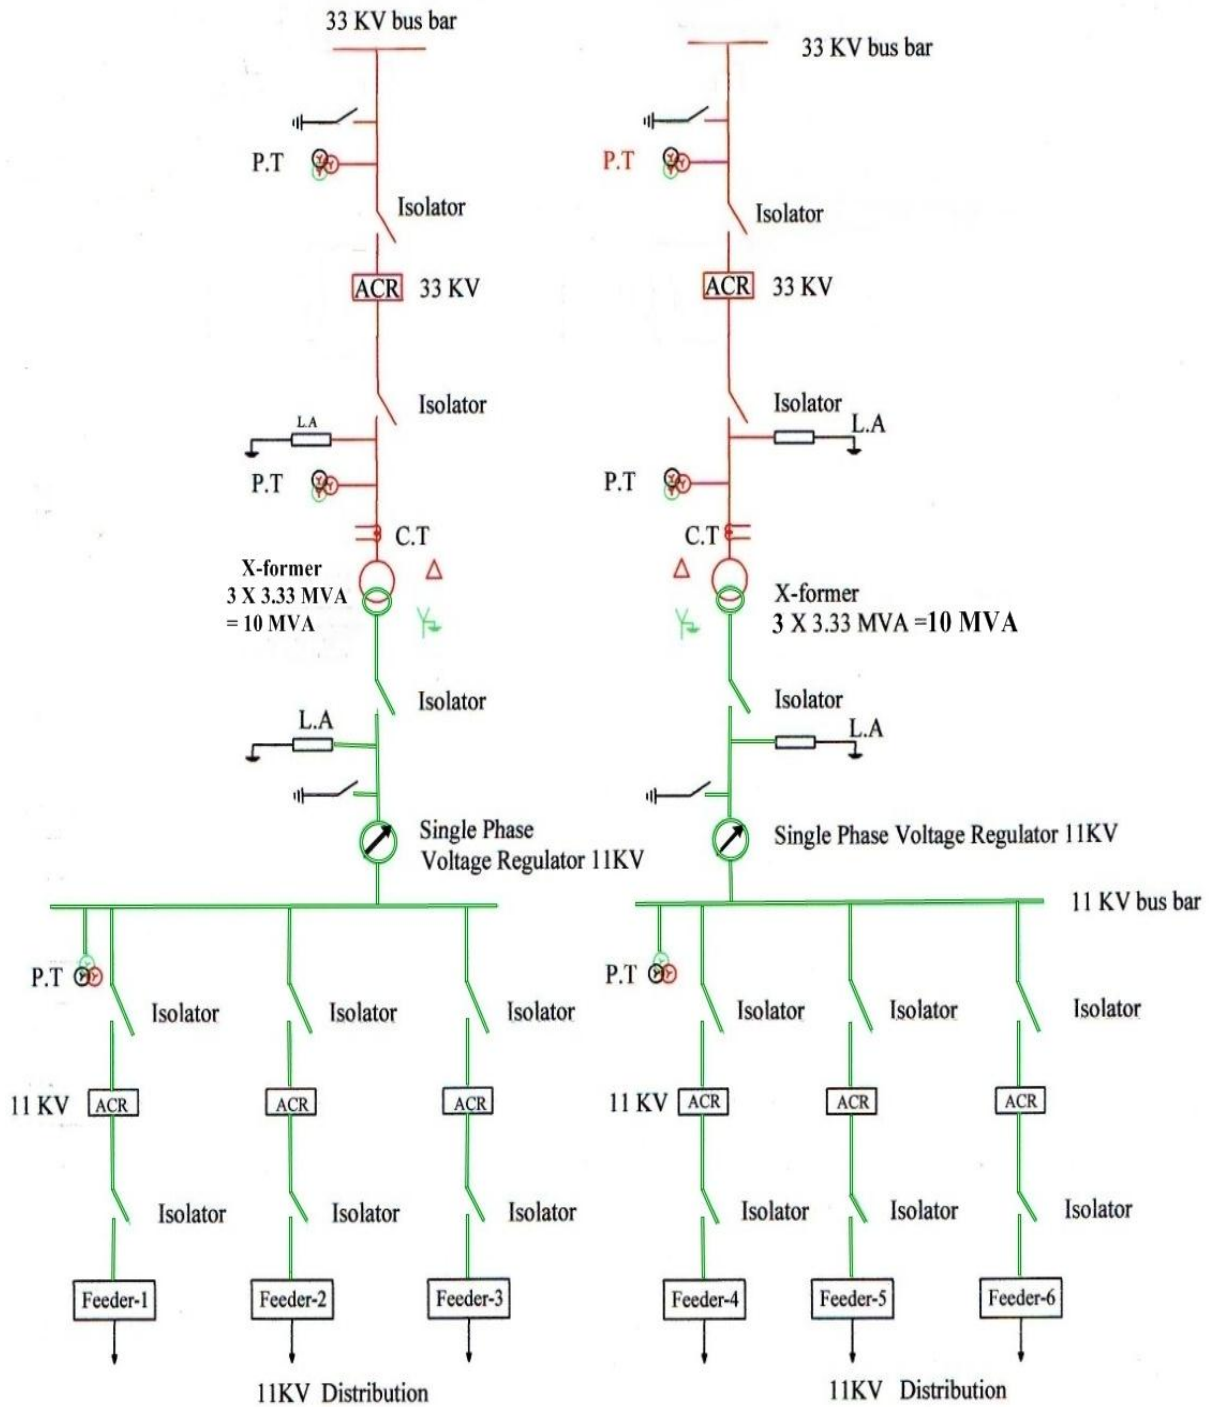 33 KV bus bar
33 KV bus bar
P.T
P.T
Isolator
Isolator
ACR 33 KV
ACR 33 KV
Isolator
Isolator
L.A
L.A
P.T
P.T
C.T
C.T
X-former
3 X 3.33 MVA
= 10 MVA
X-former
3 X 3.33 MVA =10 MVA
Isolator
Isolator
L.A
L.A
Single Phase
Voltage Regulator 11KV
Single Phase Voltage Regulator 11KV
11 KV bus bar
P.T
P.T
Isolator
Isolator
Isolator
Isolator
Isolator
Isolator
11 KV
ACR
ACR
ACR
11 KV
ACR
ACR
ACR
Isolator
Isolator
Isolator
Isolator
Isolator
Isolator
Feeder-1
Feeder-2
Feeder-3
Feeder-4
Feeder-5
Feeder-6
11KV Distribution
11KV Distribution